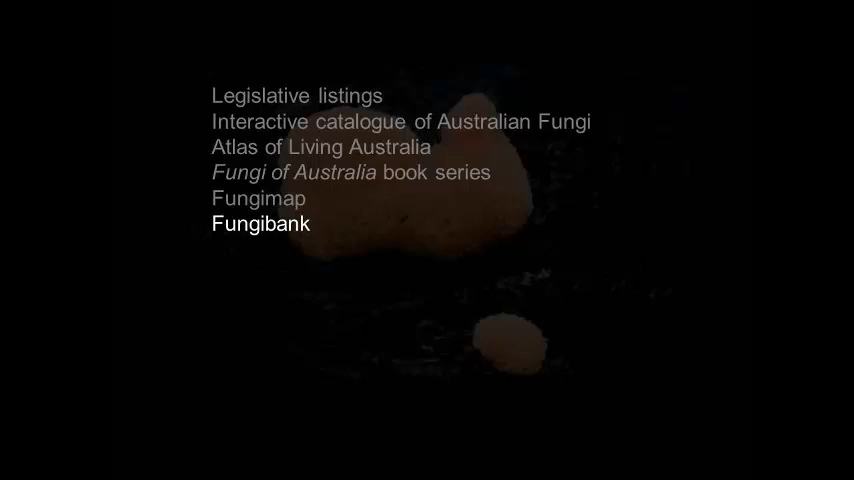 Legislative listings
Interactive catalogue of Australian Fungi
Atlas of Living Australia
Fungi of Australia book series
Fungimap
Fungibank